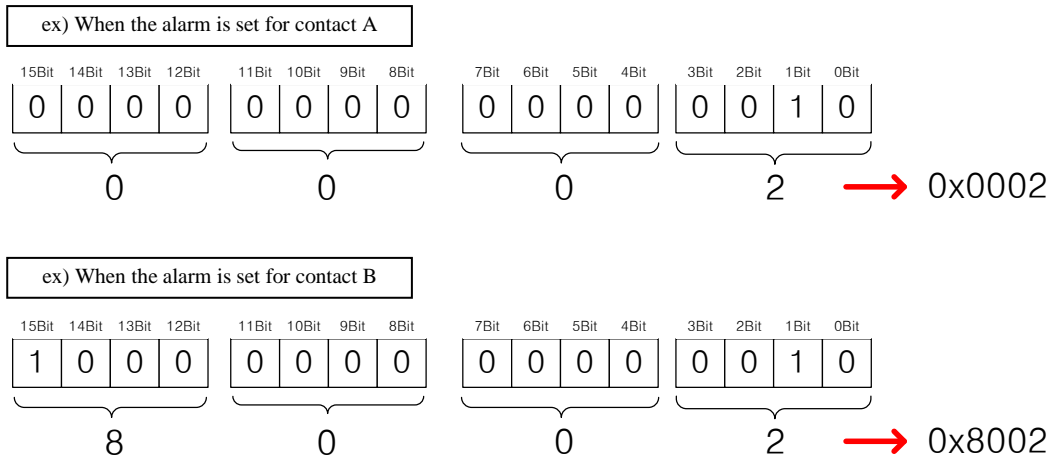 ex) When the alarm is set for contact A
15Bit 14Bit 13Bit 12Bit 11Bit 10Bit 9Bit 8Bit 7Bit 6Bit 5Bit 4Bit 3Bit 2Bit 1Bit 0Bit
0 0 0 0 0 0 0 0 0 0 0 0 0 0 1 0
0 0 0 2 0x0002
ex) When the alarm is set for contact B
15Bit 14Bit 13Bit 12Bit 11Bit 10Bit 9Bit 8Bit 7Bit 6Bit 5Bit 4Bit 3Bit 2Bit 1Bit 0Bit
1 0 0 0 0 0 0 0 0 0 0 0 0 0 1 0
8 0 0 2 0x8002